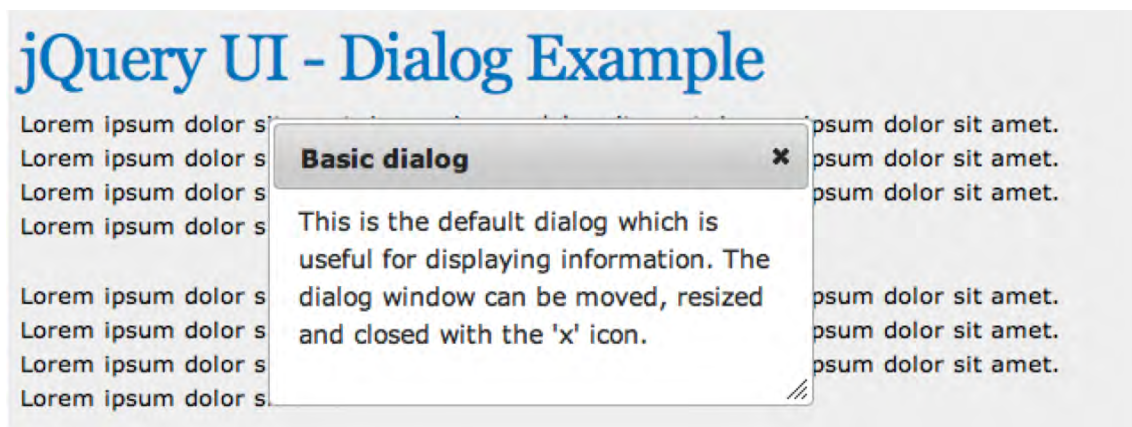 jQuery UI - Dialog Example
Lorem ipsum dolor psum dolor sit amet.
Basic dialog ✖
Lorem ipsum dolor s psum dolor sit amet.
Lorem ipsum dolor s psum dolor sit amet.
Lorem ipsum dolor s
This is the default dialog which is
useful for displaying information. The
dialog window can be moved, resized
and closed with the 'x' icon.
Lorem ipsum dolor s psum dolor sit amet.
Lorem ipsum dolor s psum dolor sit amet.
Lorem ipsum dolor s psum dolor sit amet.
Lorem ipsum dolor s